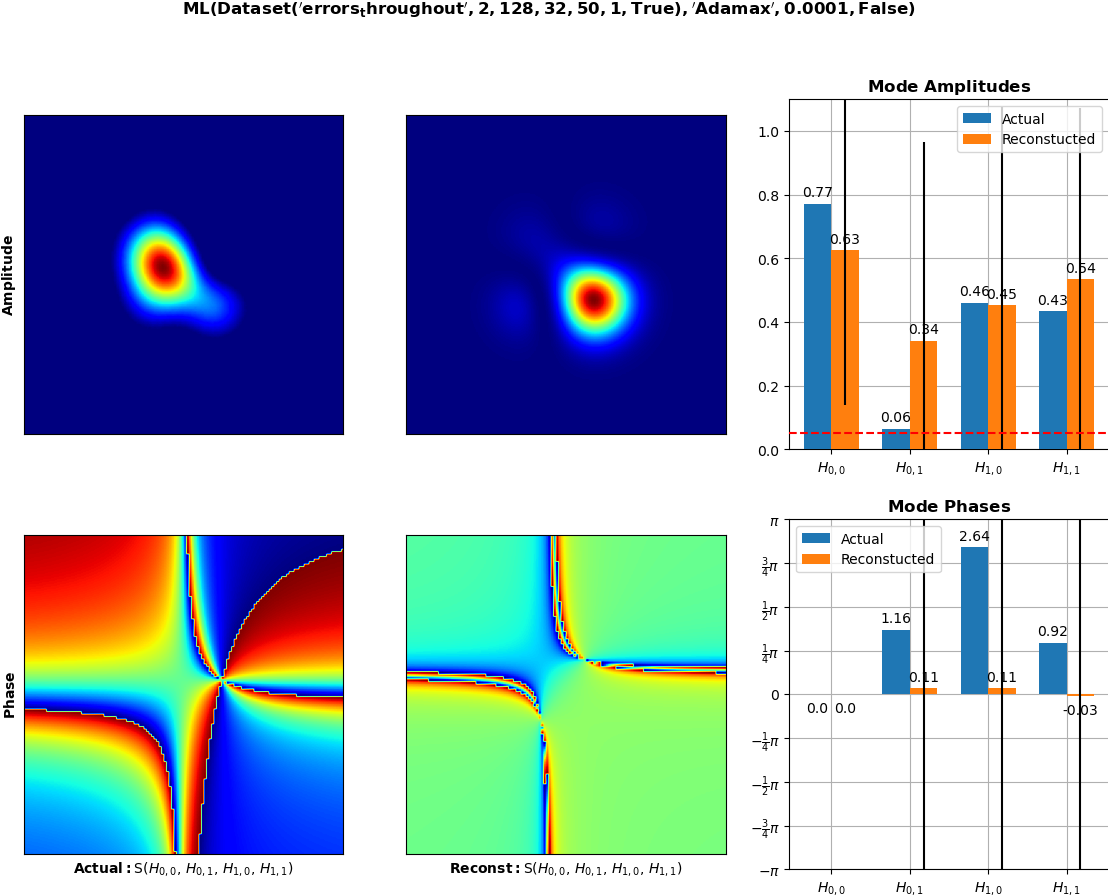 ML(Dataset('errors_throughout', 2, 128, 32, 50, 1, True), 'Adamax', 0.0001, False)
Mode Amplitudes
Amplitude
1.0
0.8
0.6
0.4
0.2
0.0
Actual
Reconstucted
0.77
0.63
0.06
0.34
0.46
0.45
0.43
0.54
H0,0
H0,1
H1,0
H1,1
Mode Phases
Phase
π
3/4π
1/2π
1/4π
0
−1/4π
−1/2π
−3/4π
−π
Actual
Reconstucted
0.0
0.0
1.16
0.11
2.64
0.11
0.92
-0.03
H0,0
H0,1
H1,0
H1,1
Actual: S(H0,0, H0,1, H1,0, H1,1)
Reconst: S(H0,0, H0,1, H1,0, H1,1)